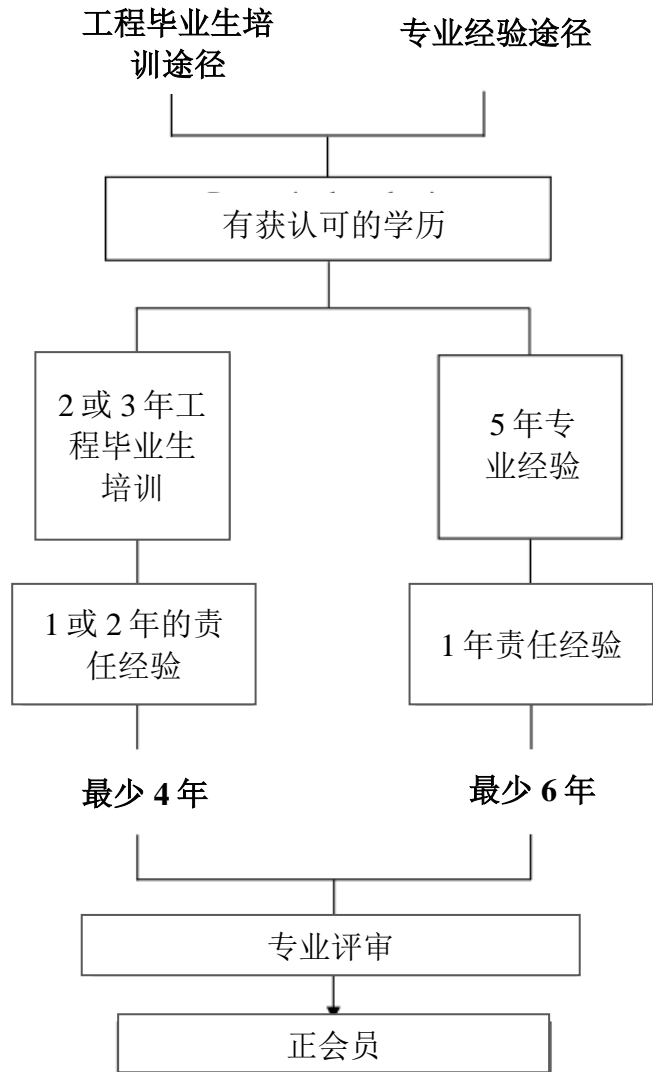 工程毕业生培
训途径
专业经验途径
有获认可的学历
2 或 3 年工
程毕业生
培训
5 年专
业经验
1 或 2 年的责
任经验
1 年责任经验
最少 4 年
最少 6 年
专业评审
正会员